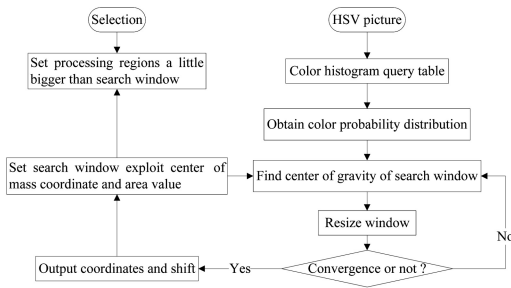 Selection
HSV picture
Set processing regions a little
bigger than search window
Color histogram query table
Obtain color probability distribution
Set search window exploit center of
mass coordinate and area value
Find center of gravity of search window
Resize window
No
Output coordinates and shift
Yes
Convergence or not ?